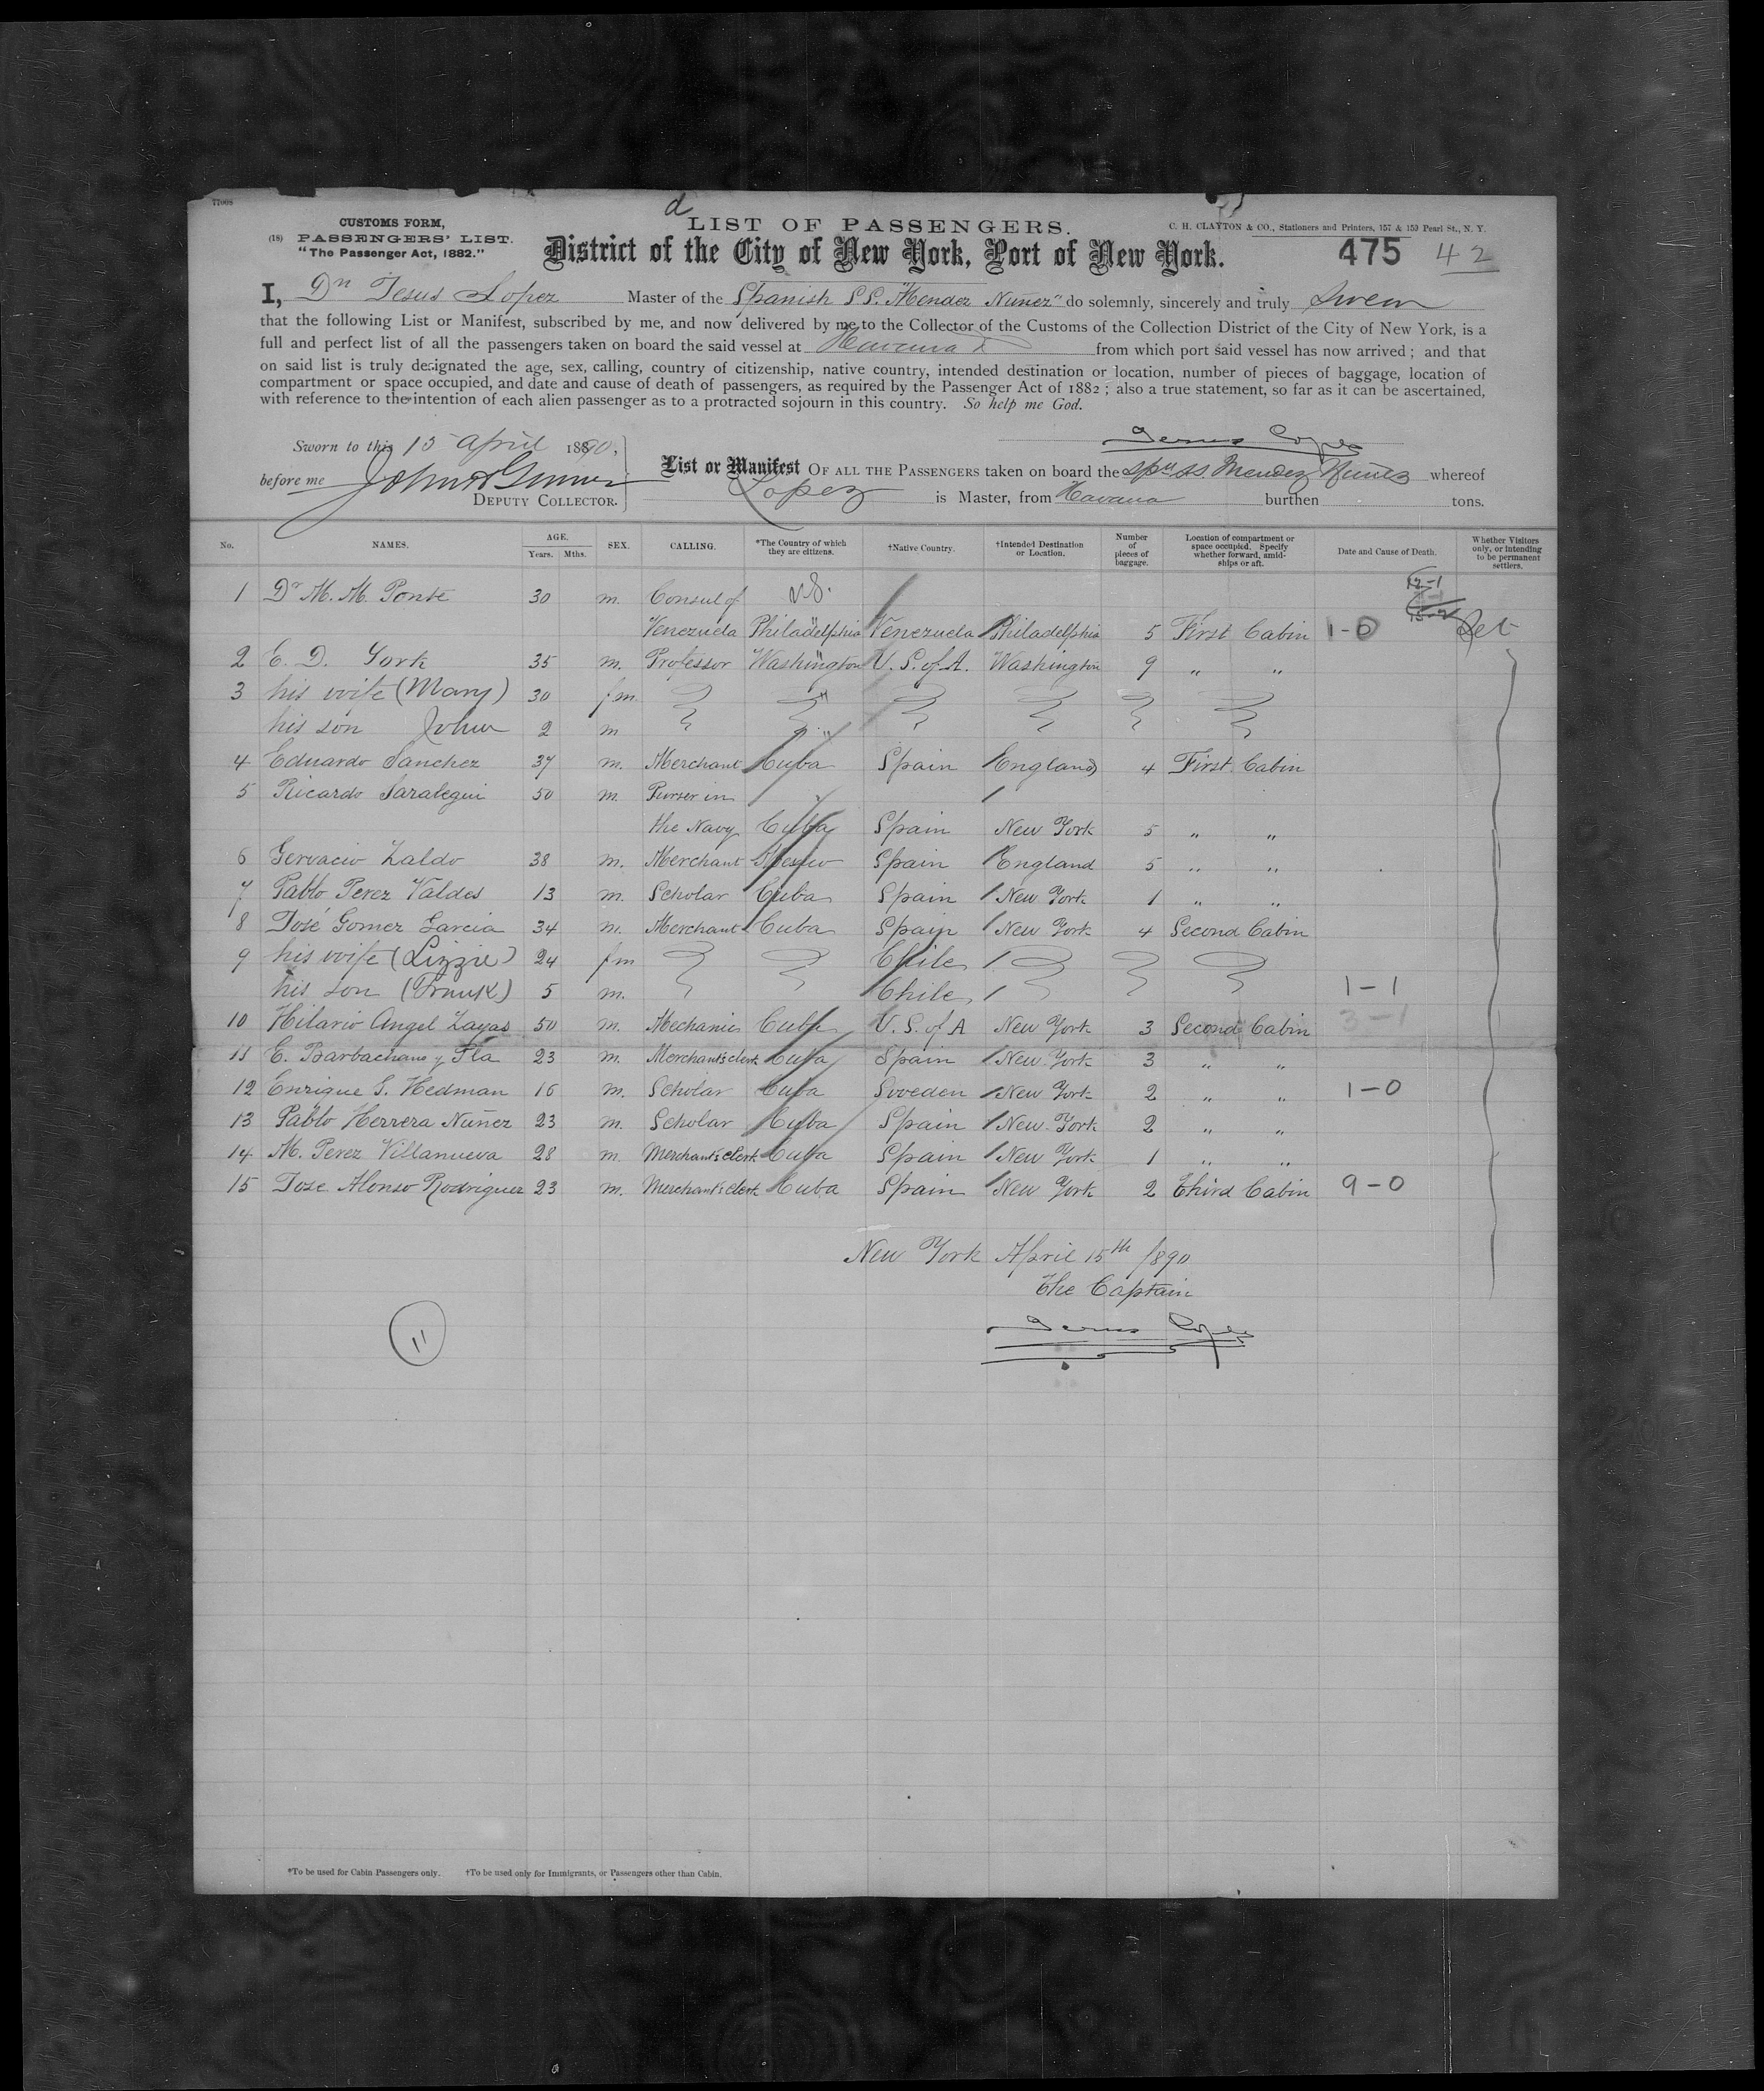 77008
d
CUSTOMS FORM,
(18) PASSENGERS' LIST.
"The Passenger Act, 1882."
LIST OF PASSENGERS.
District of the City of New York, Port of New York.
C. H. CLAYTON & CO., Stationers and Printers, 157 & 159 Pearl St., N. Y.
475 42
I, Dn Jesus Lopez Master of the Spanish S.S. "Mendez Nuñez" do solemnly, sincerely and truly Swear
that the following List or Manifest, subscribed by me, and now delivered by me to the Collector of the Customs of the Collection District of the City of New York, is a
full and perfect list of all the passengers taken on board the said vessel at Havana from which port said vessel has now arrived; and that
on said list is truly designated the age, sex, calling, country of citizenship, native country, intended destination or location, number of pieces of baggage, location of
compartment or space occupied, and date and cause of death of passengers, as required by the Passenger Act of 1882; also a true statement, so far as it can be ascertained,
with reference to the intention of each alien passenger as to a protracted sojourn in this country. So help me God.
Jesus Lopez
Sworn to this 15 April 1890,
before me John
DEPUTY COLLECTOR.
List or Manifest OF ALL THE PASSENGERS taken on board the Spn SS. Mendez Nuñez whereof
Lopez is Master, from Havana burthen tons.
No. NAMES. AGE. Years. Mths. SEX. CALLING. *The Country of which they are citizens. †Native Country. †Intended Destination or Location. Number of pieces of baggage. Location of compartment or space occupied. Specify whether forward, amidships or aft. Date and Cause of Death. Whether Visitors only, or intending to be permanent settlers.
12-1
1 Dr M. M. Ponte 30 m. Consul of U.S.
Venezuela Philadelphia Venezuela Philadelphia 5 First Cabin 1-0 Set
2 E. D. York 35 m. Professor Washington U. S. of A. Washington 9 " "
3 his wife (Mary) 30 fm. "
his son John 2 m "
4 Eduardo Sanchez 37 m. Merchant Cuba Spain England 4 First Cabin
5 Ricardo Saralegui 50 m. Purser in
the Navy Cuba Spain New York 5 " "
6 Gervacio Zaldo 38 m. Merchant Mexico Spain England 5 " "
7 Pablo Perez Valdes 13 m. Scholar Cuba Spain New York 1 " "
8 José Gomez Garcia 34 m. Merchant Cuba Spain New York 4 Second Cabin
9 his wife (Lizzie) 24 fm Chile
his son (Frank) 5 m. Chile 1-1
10 Hilario Angel Zayas 50 m. Mechanic Cuba U. S. of A New York 3 Second Cabin 3-1
11 E. Barbachano y Fla 23 m. Merchant's clerk Cuba Spain New York 3 " "
12 Enrique S. Hedman 16 m. Scholar Cuba Sweden New York 2 " " 1-0
13 Pablo Herrera Nuñez 23 m. Scholar Cuba Spain New York 2 " "
14 M. Perez Villanueva 28 m. Merchant's clerk Cuba Spain New York 1 " "
15 Jose Alonso Rodriguez 23 m. Merchant's clerk Cuba Spain New York 2 Third Cabin 9-0
New York April 15th 1890
The Captain
Jesus Lopez
11
*To be used for Cabin Passengers only. †To be used only for Immigrants, or Passengers other than Cabin.